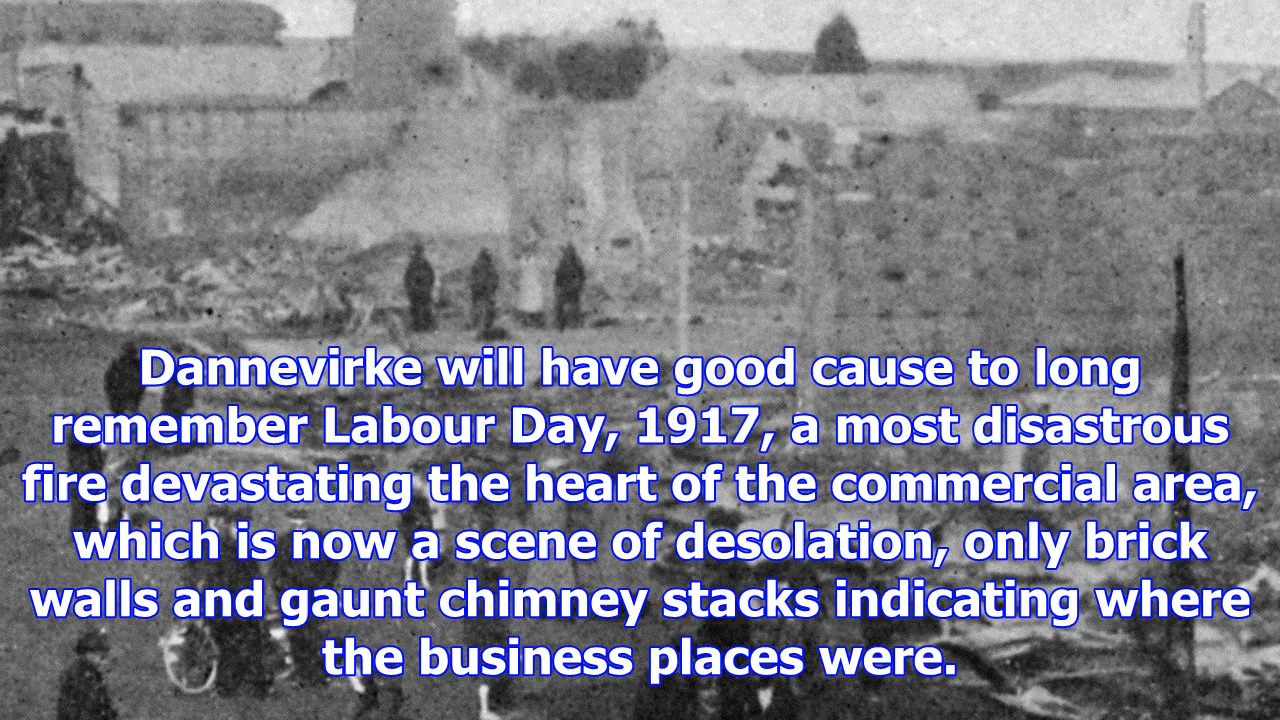 Dannevirke will have good cause to long
remember Labour Day, 1917, a most disastrous
fire devastating the heart of the commercial area,
which is now a scene of desolation, only brick
walls and gaunt chimney stacks indicating where
the business places were.